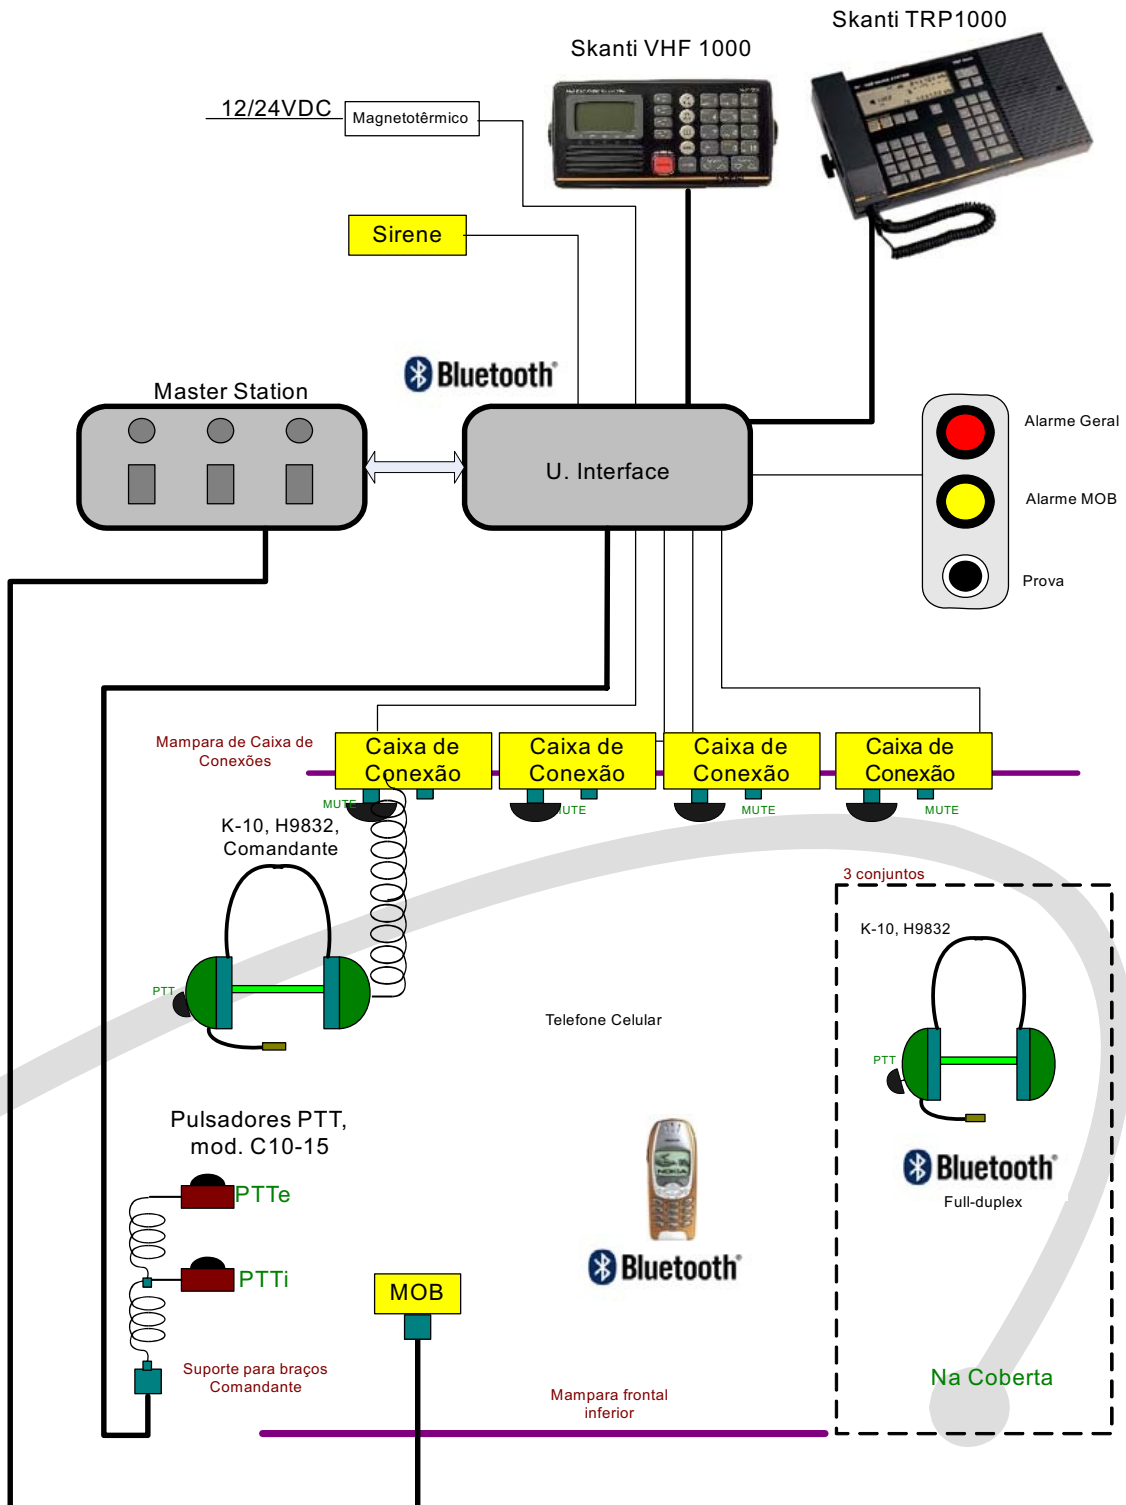 Skanti TRP1000
Skanti VHF 1000
12/24VDC
Magnetotêrmico
Sirene
Bluetooth®
Master Station
U. Interface
Alarme Geral
Alarme MOB
Prova
Mampara de Caixa de
Conexões
Caixa de
Conexão
Caixa de
Conexão
Caixa de
Conexão
Caixa de
Conexão
MUTE
MUTE
MUTE
MUTE
K-10, H9832,
Comandante
PTT
3 conjuntos
K-10, H9832
PTT
Bluetooth®
Full-duplex
Telefone Celular
NOKIA
Bluetooth®
Pulsadores PTT,
mod. C10-15
PTTe
PTTi
MOB
Suporte para braços
Comandante
Mampara frontal
inferior
Na Coberta